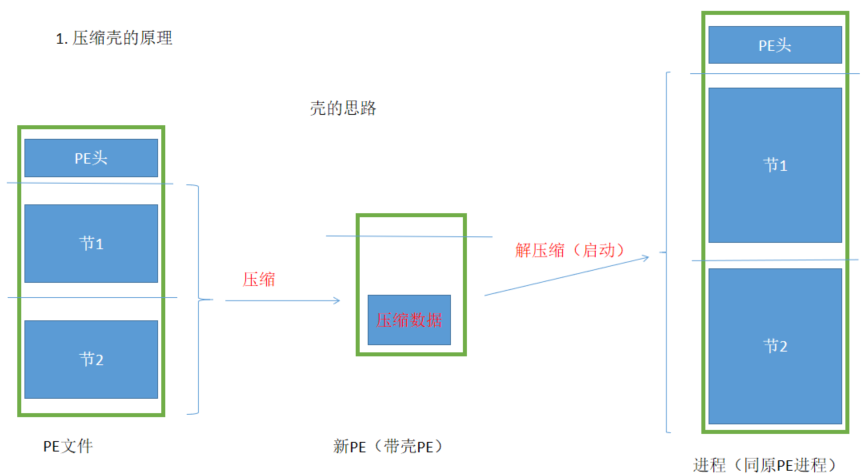 1. 压缩壳的原理
壳的思路
PE头
节1
节2
PE文件
压缩
压缩数据
新PE（带壳PE）
解压缩（启动）
PE头
节1
节2
进程（同原PE进程）